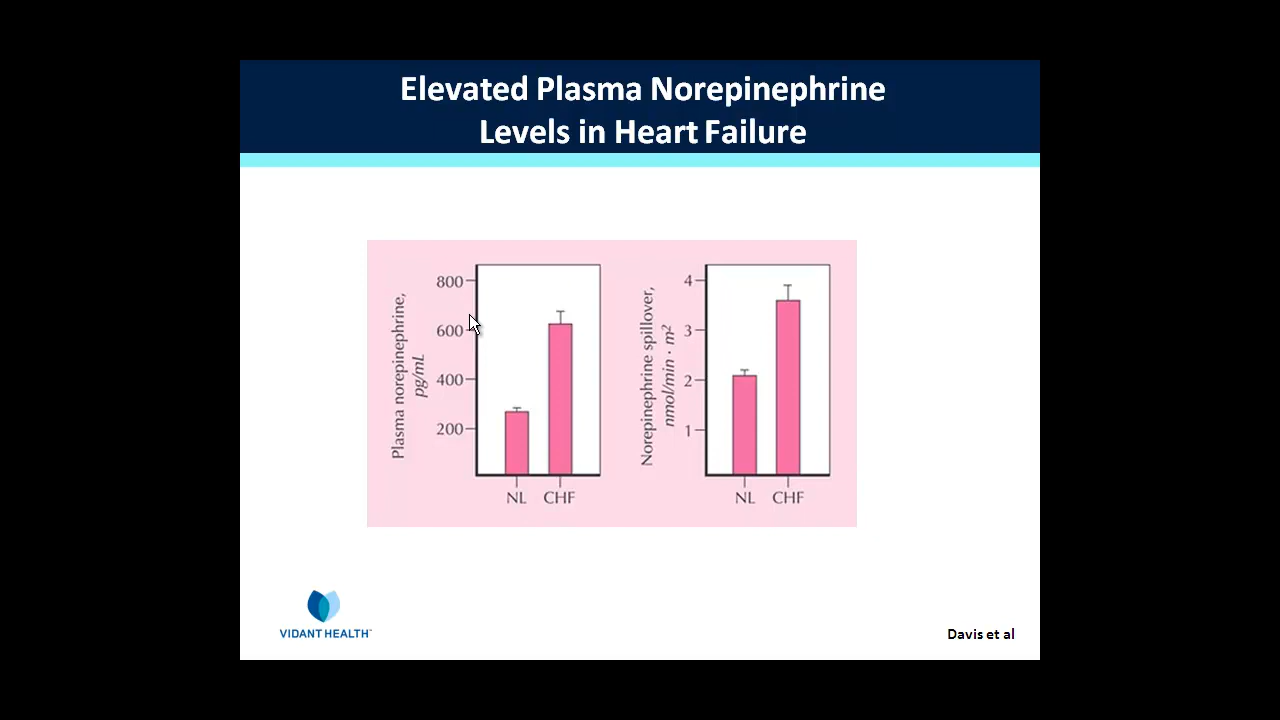 Elevated Plasma Norepinephrine
Levels in Heart Failure
Plasma norepinephrine,
pg/mL
800
600
400
200
NL CHF
Norepinephrine spillover,
nmol/min · m²
4
3
2
1
NL CHF
VIDANT HEALTH™
Davis et al